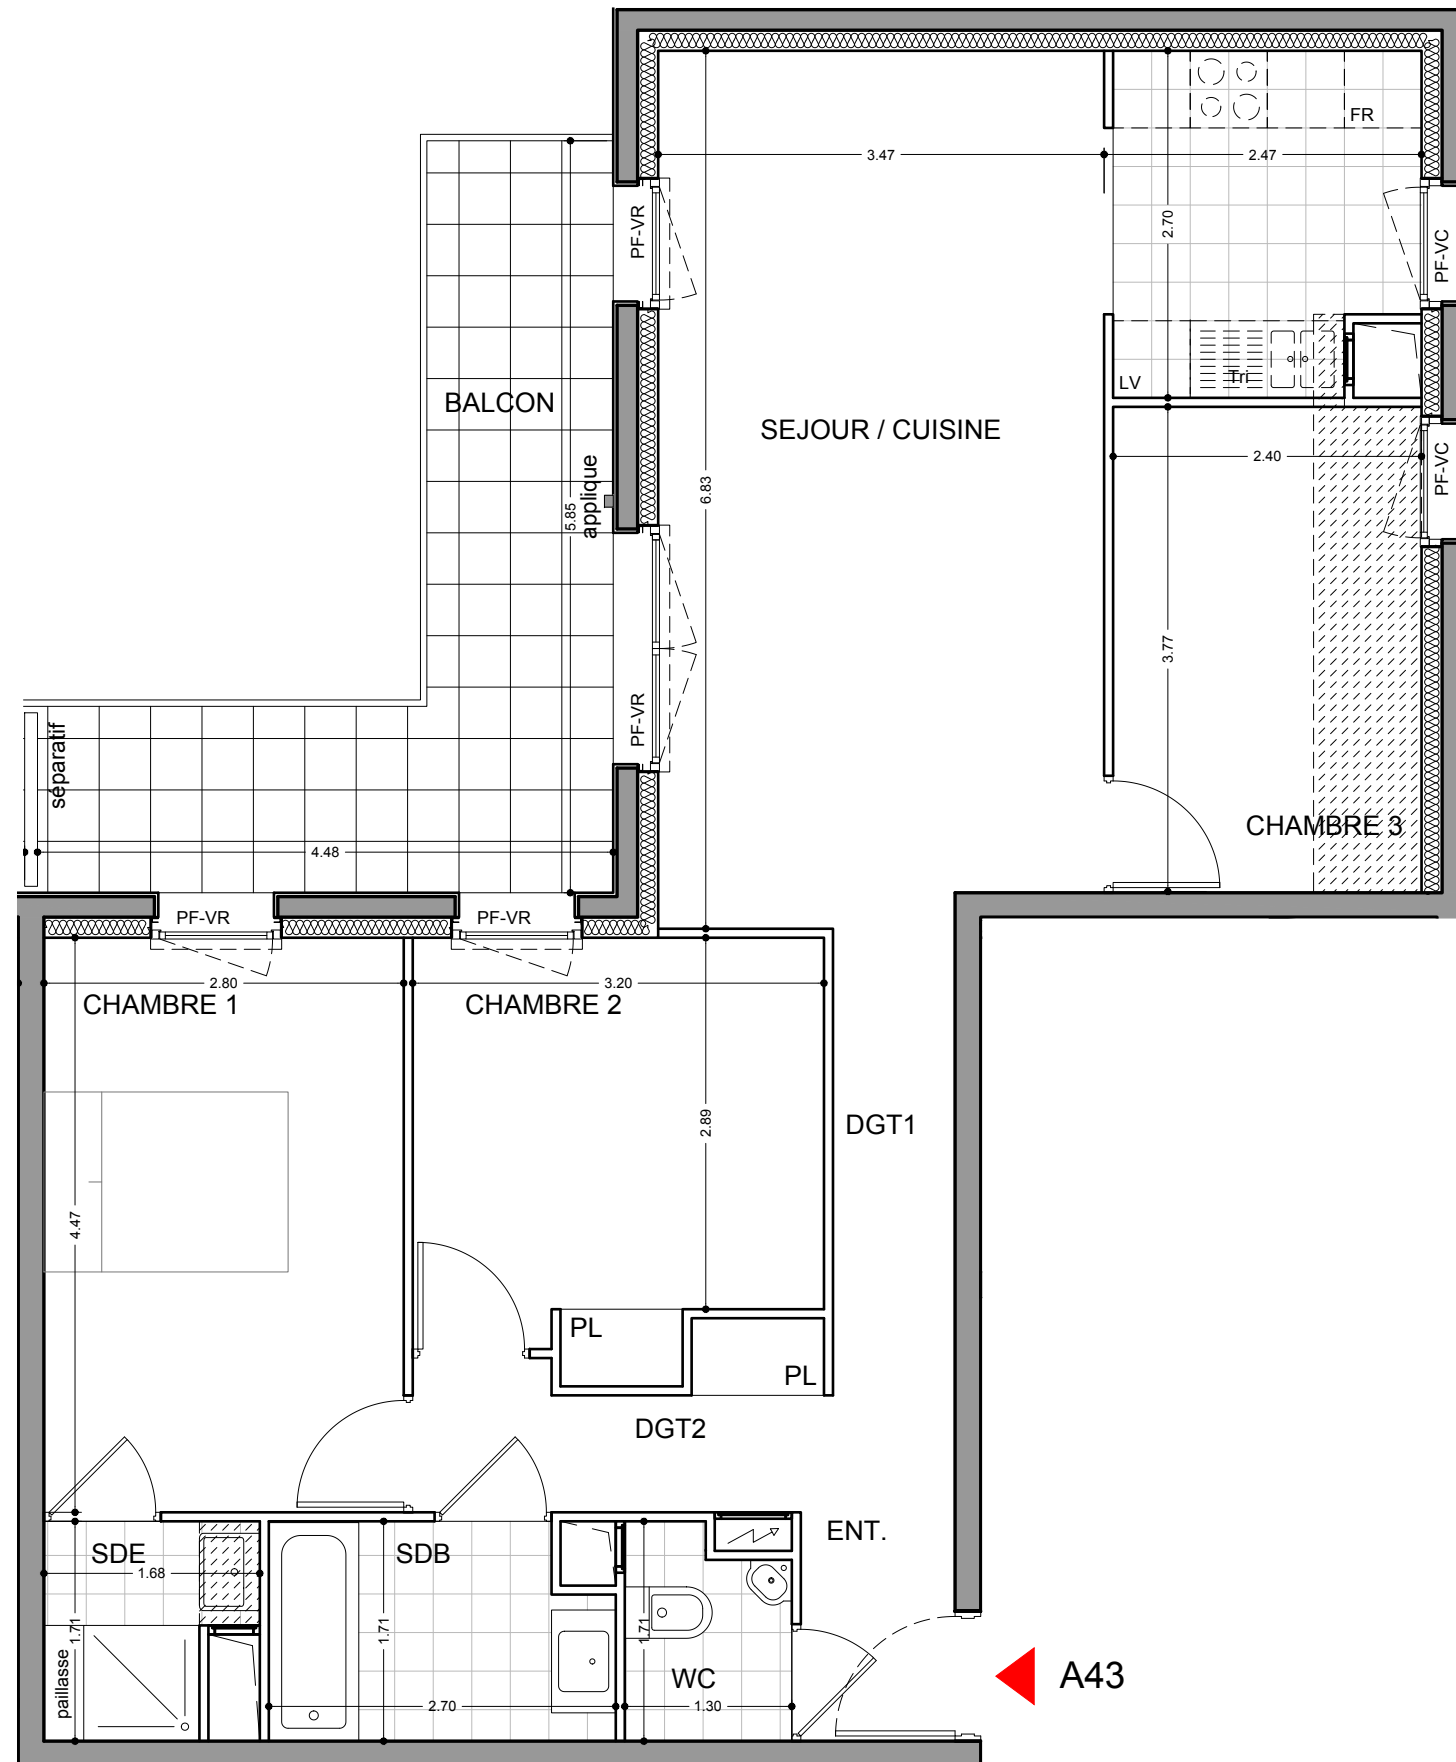 FR
3.47
2.47
PF-VR
2.70
PF-VC
BALCON
LV
Tri
SEJOUR / CUISINE
2.40
PF-VC
6.83
5.85
applique
3.77
PF-VR
séparatif
CHAMBRE 3
4.48
PF-VR
PF-VR
2.80
3.20
CHAMBRE 1
CHAMBRE 2
2.89
DGT1
4.47
PL
PL
DGT2
ENT.
SDE
SDB
1.68
1.71
1.71
1.71
paillasse
WC
A43
2.70
1.30